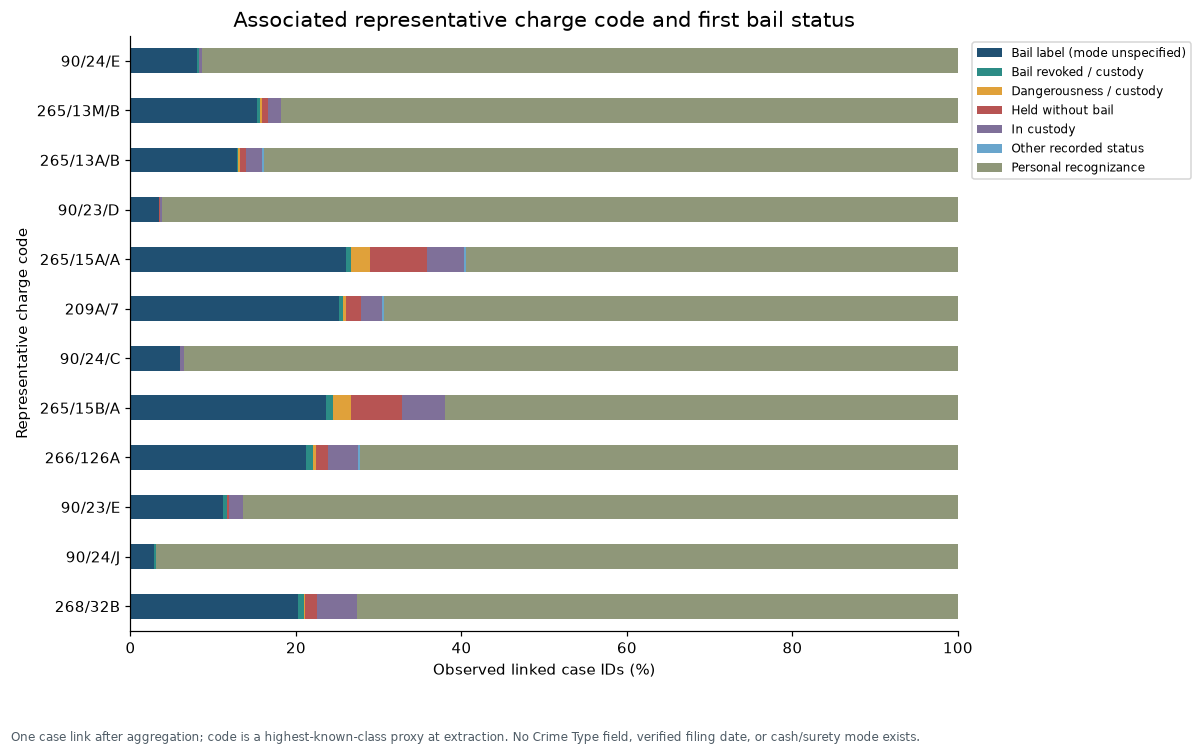 Associated representative charge code and first bail status
90/24/E
265/13M/B
265/13A/B
90/23/D
265/15A/A
209A/7
90/24/C
265/15B/A
266/126A
90/23/E
90/24/J
268/32B
Representative charge code
0 20 40 60 80 100
Observed linked case IDs (%)
Bail label (mode unspecified)
Bail revoked / custody
Dangerousness / custody
Held without bail
In custody
Other recorded status
Personal recognizance
One case link after aggregation; code is a highest-known-class proxy at extraction. No Crime Type field, verified filing date, or cash/surety mode exists.